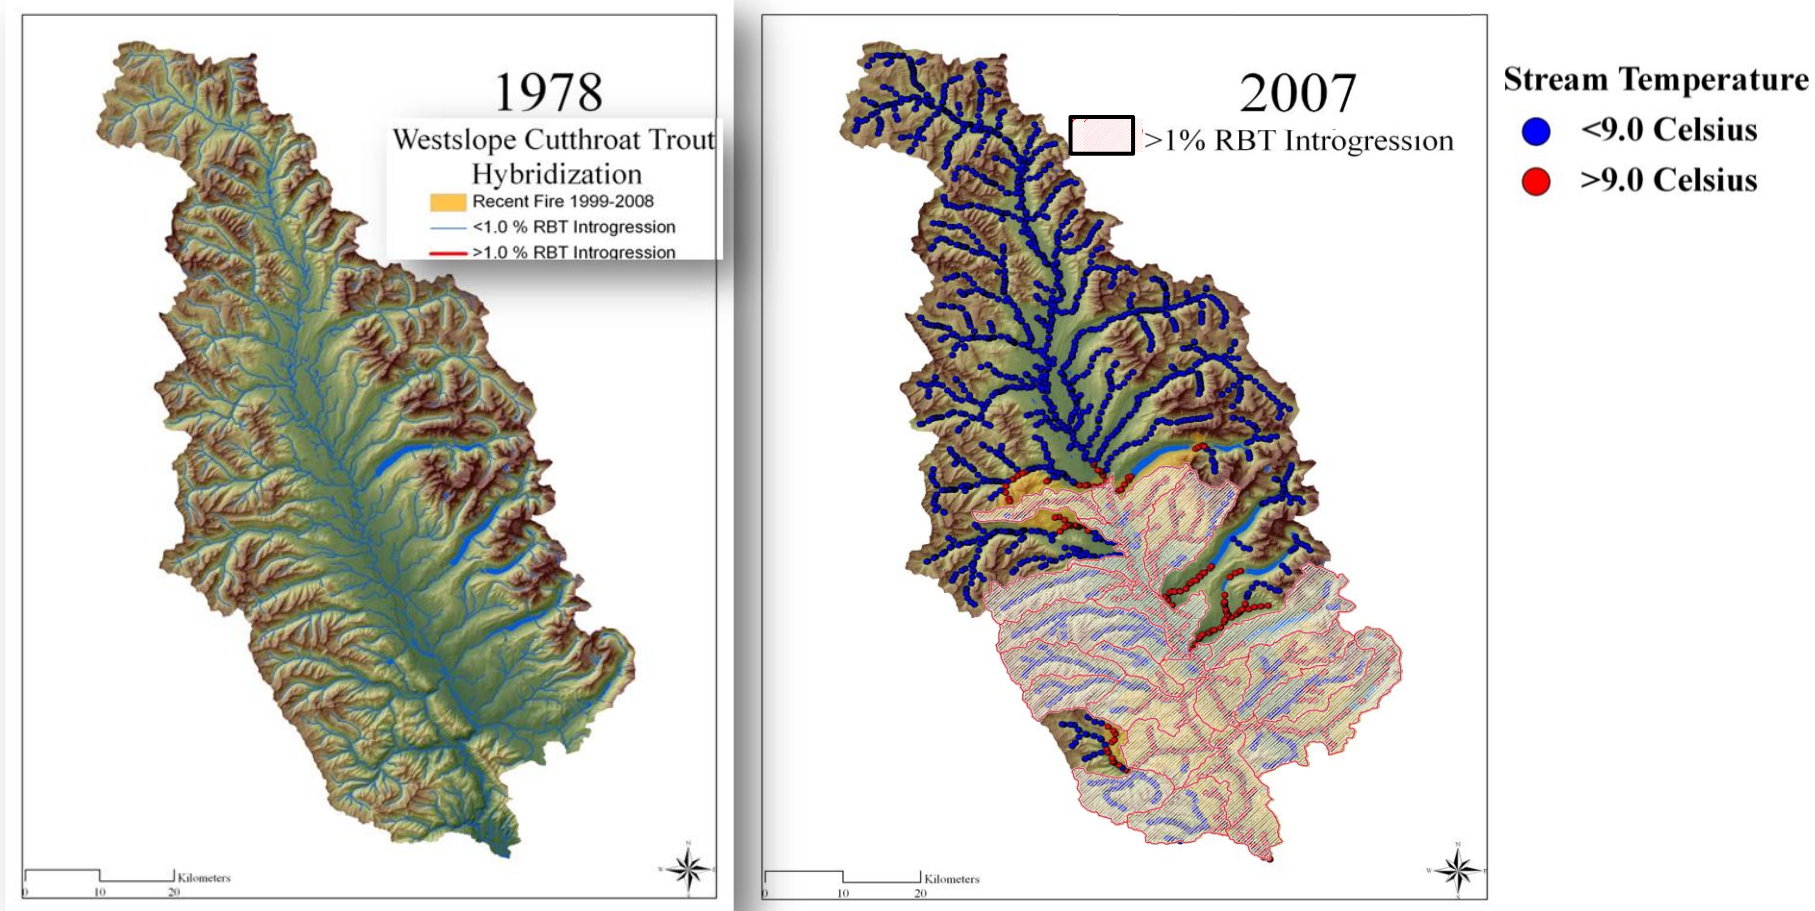 1978
Westslope Cutthroat Trout
Hybridization
Recent Fire 1999-2008
<1.0 % RBT Introgression
>1.0 % RBT Introgression
Kilometers
0 10 20
N
W E
S
2007
>1% RBT Introgression
Kilometers
0 10 20
N
W E
S
Stream Temperature
<9.0 Celsius
>9.0 Celsius